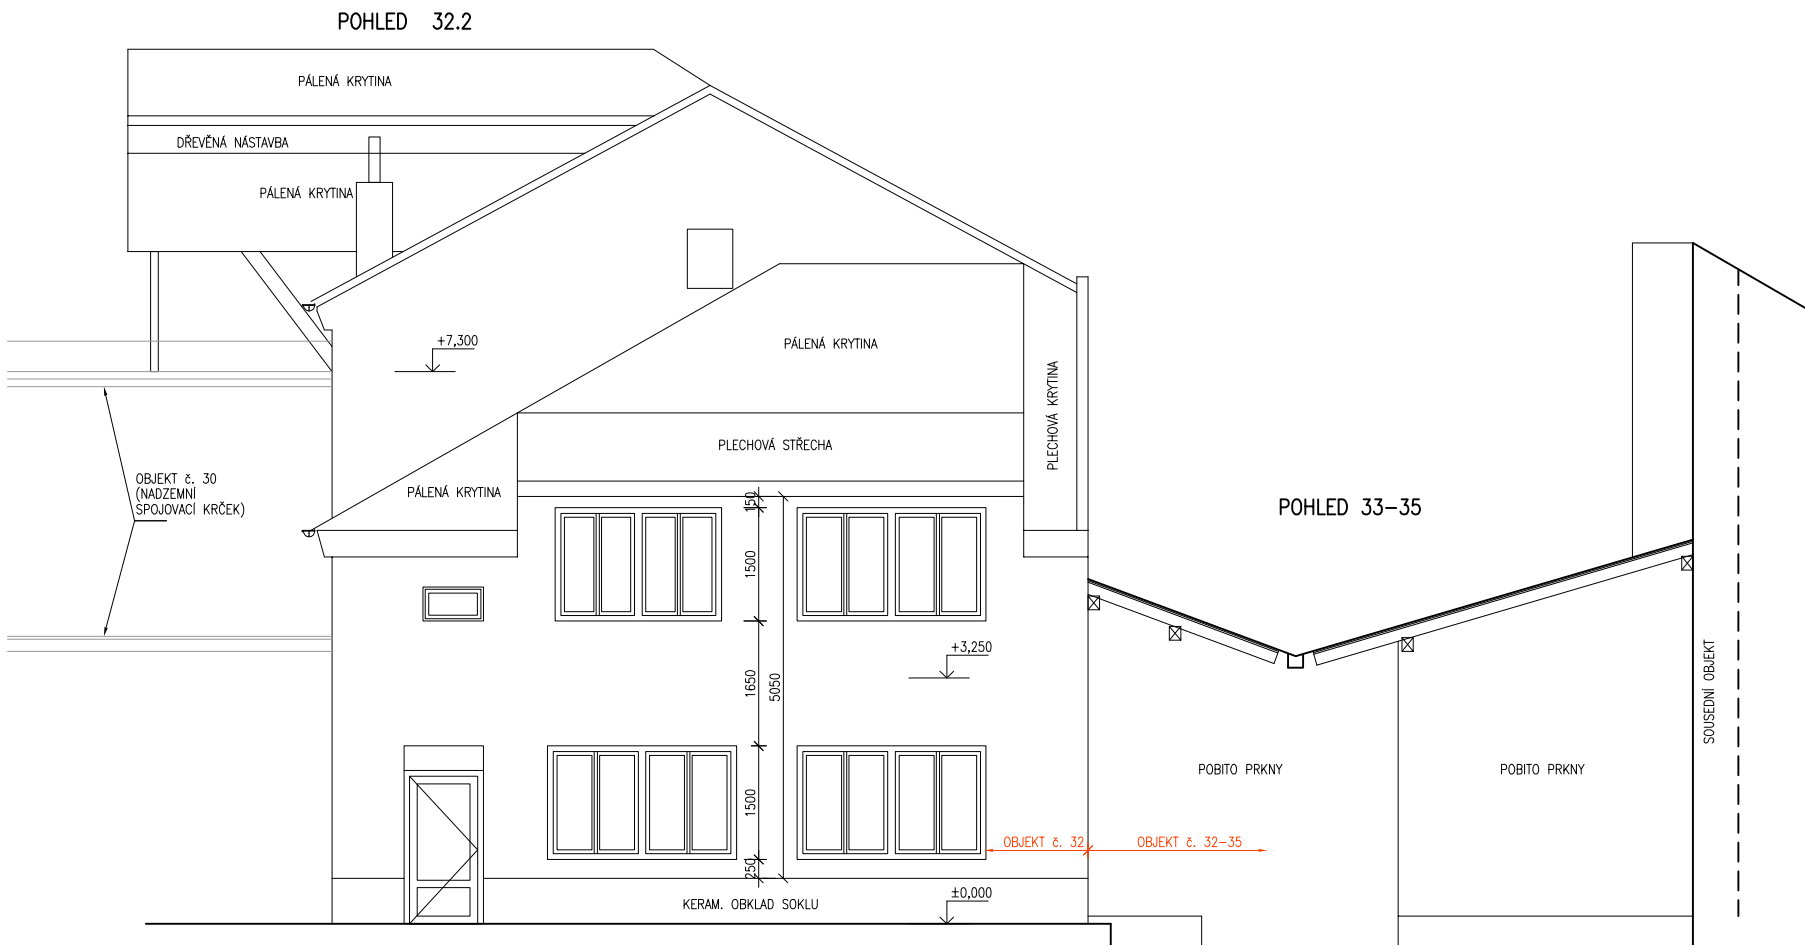 POHLED 32.2
PÁLENÁ KRYTINA
DŘEVĚNÁ NÁSTAVBA
PÁLENÁ KRYTINA
+7,300
PÁLENÁ KRYTINA
PLECHOVÁ KRYTINA
PLECHOVÁ STŘECHA
OBJEKT č. 30
(NADZEMNÍ
SPOJOVACÍ KRČEK)
PÁLENÁ KRYTINA
150
1500
1650
5050
1500
250
POHLED 33-35
+3,250
SOUSEDNÍ OBJEKT
POBITO PRKNY
POBITO PRKNY
OBJEKT č. 32
OBJEKT č. 32-35
±0,000
KERAM. OBKLAD SOKLU